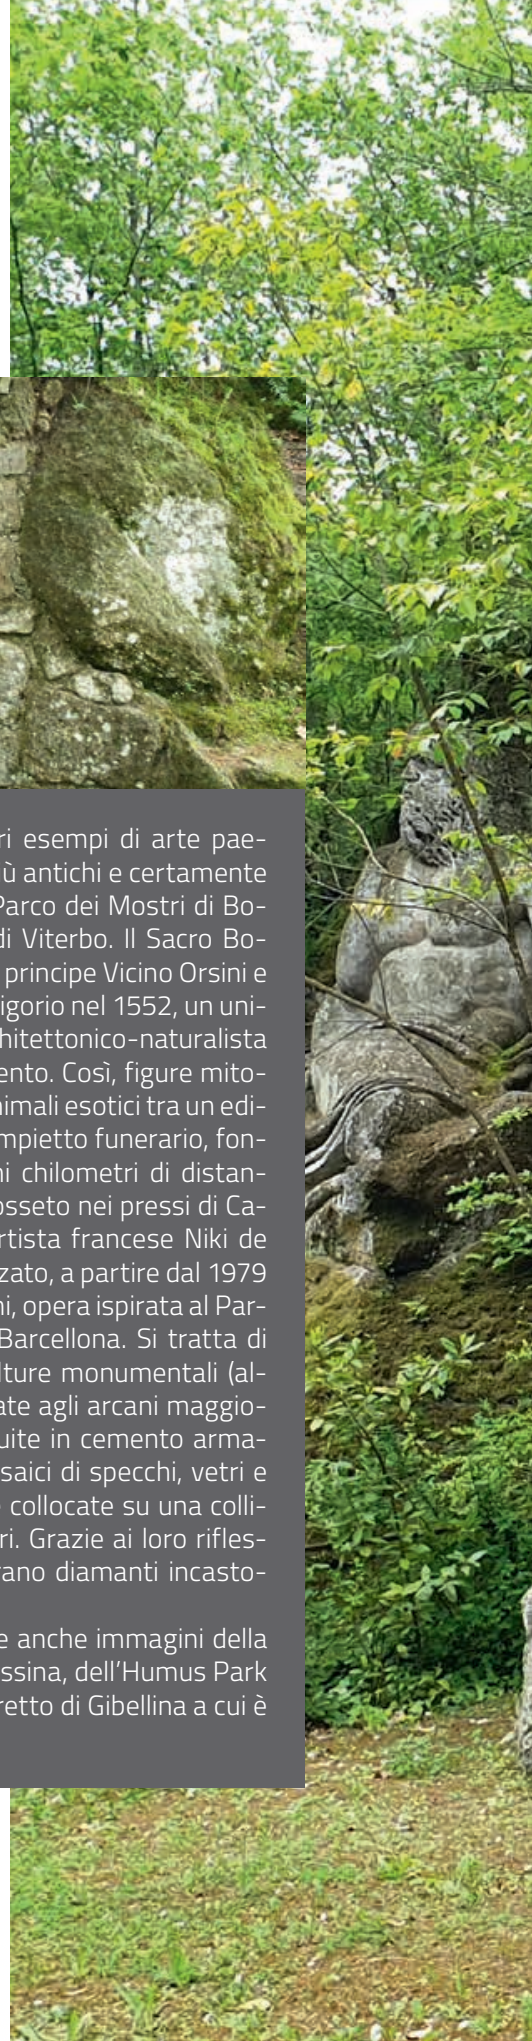 ri esempi di arte pae-
iù antichi e certamente
Parco dei Mostri di Bo-
di Viterbo. Il Sacro Bo-
principe Vicino Orsini e
igorio nel 1552, un uni-
chitettonico-naturalista
ento. Così, figure mito-
nimali esotici tra un edi-
mpietto funerario, fon-
ni chilometri di distan-
osseto nei pressi di Ca-
rtista francese Niki de
zato, a partire dal 1979
hi, opera ispirata al Par-
Barcellona. Si tratta di
lture monumentali (al-
ate agli arcani maggio-
uite in cemento arma-
saici di specchi, vetri e
collocate su una colli-
ri. Grazie ai loro rifles-
rano diamanti incasto-
e anche immagini della
essina, dell'Humus Park
retto di Gibellina a cui è